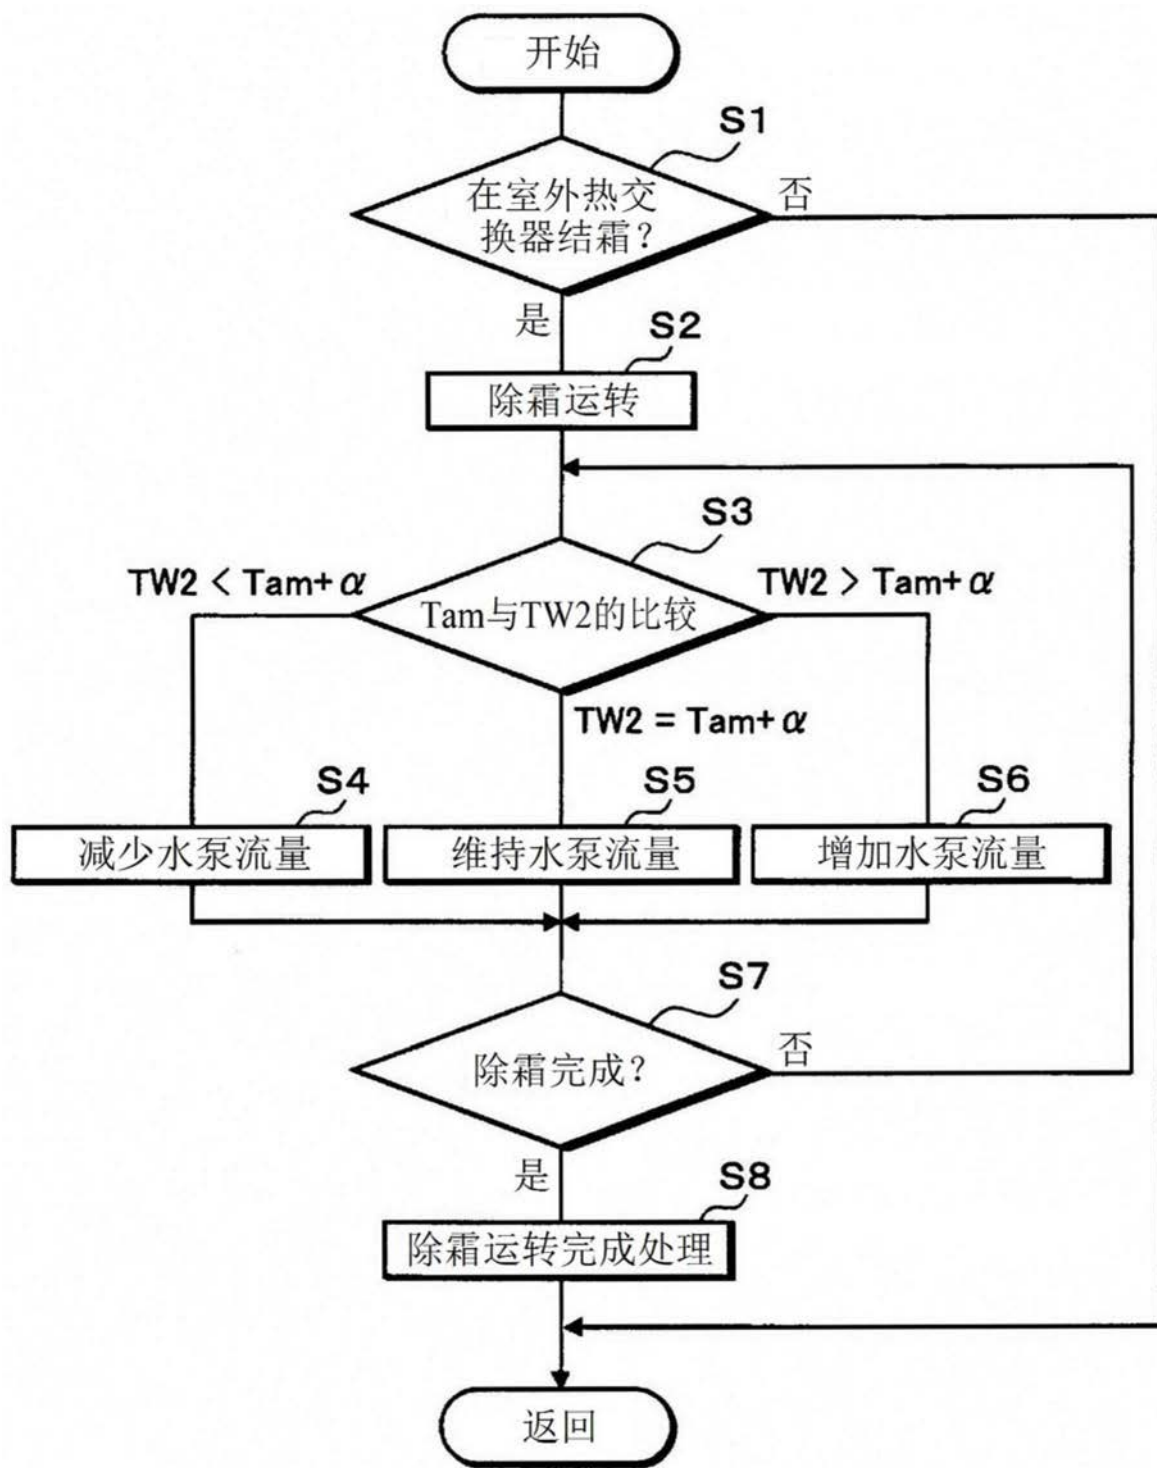 开始
S1
在室外热交
换器结霜？
否
是
S2
除霜运转
S3
TW2 < Tam+α
Tam与TW2的比较
TW2 > Tam+α
TW2 = Tam+α
S4
S5
S6
减少水泵流量
维持水泵流量
增加水泵流量
S7
除霜完成？
否
是
S8
除霜运转完成处理
返回